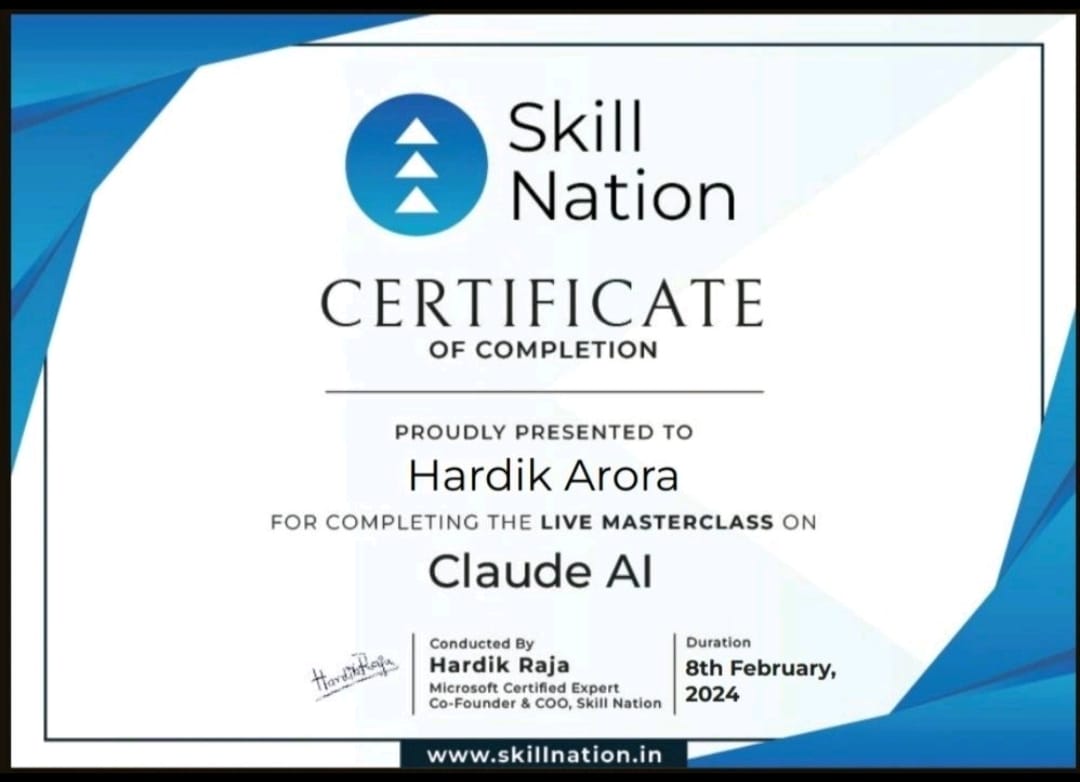 Skill
Nation
CERTIFICATE
OF COMPLETION
PROUDLY PRESENTED TO
Hardik Arora
FOR COMPLETING THE LIVE MASTERCLASS ON
Claude AI
HardikRaja
Conducted By
Hardik Raja
Microsoft Certified Expert
Co-Founder & COO, Skill Nation
Duration
8th February,
2024
www.skillnation.in